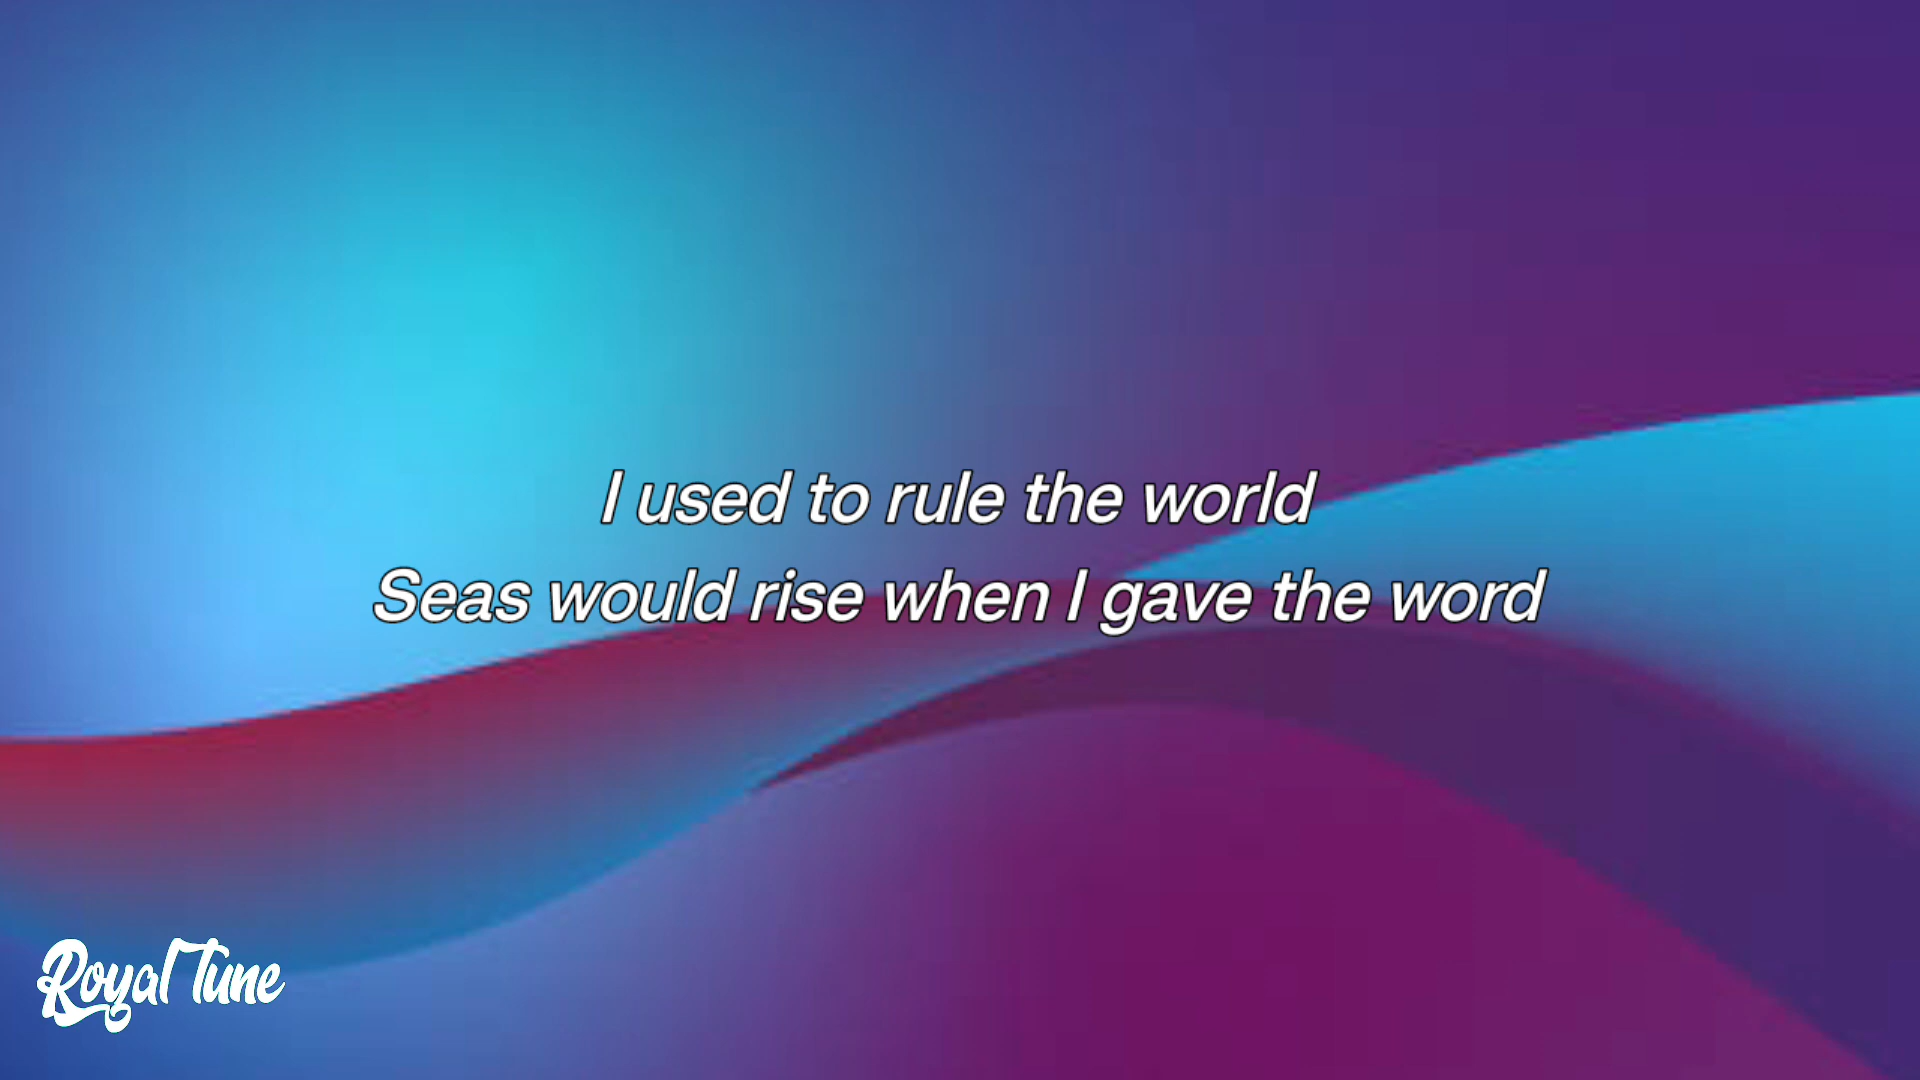 I used to rule the world
Seas would rise when I gave the word
Royal Tune